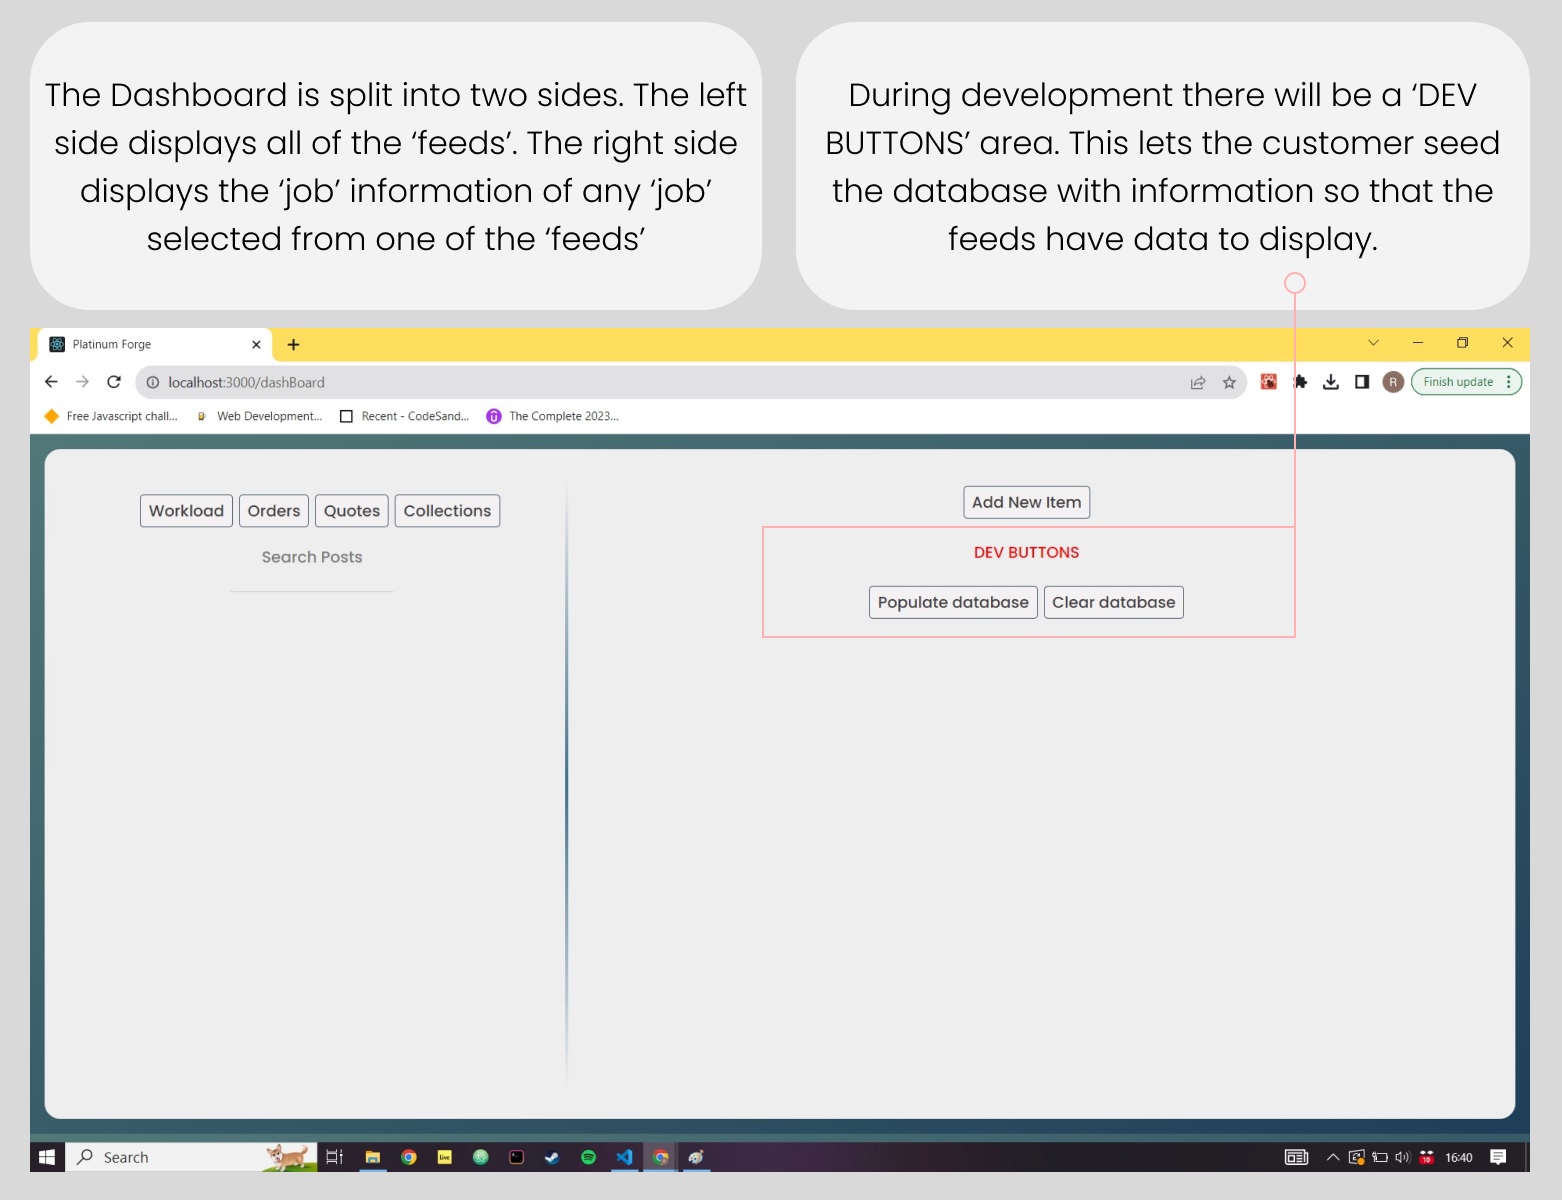 The Dashboard is split into two sides. The left
side displays all of the ‘feeds’. The right side
displays the ‘job’ information of any ‘job’
selected from one of the ‘feeds’
During development there will be a ‘DEV
BUTTONS’ area. This lets the customer seed
the database with information so that the
feeds have data to display.
Platinum Forge
localhost:3000/dashBoard
R
Finish update
Free Javascript chall...
Web Development...
Recent - CodeSand...
The Complete 2023...
Workload
Orders
Quotes
Collections
Search Posts
Add New Item
DEV BUTTONS
Populate database
Clear database
Search
Live
10
16:40